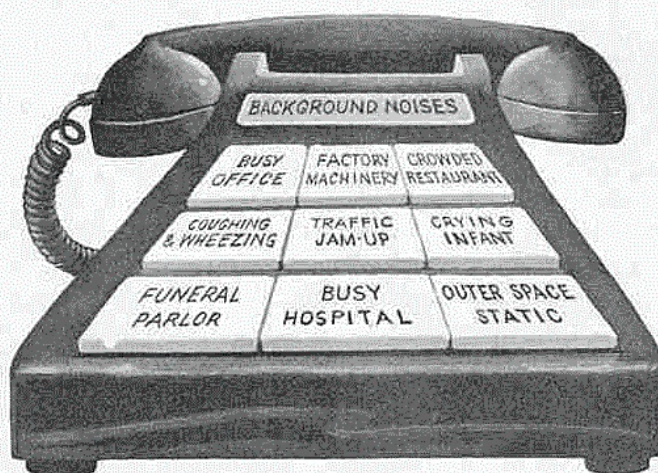 BACKGROUND NOISES
BUSY
OFFICE
FACTORY
MACHINERY
CROWDED
RESTAURANT
COUGHING
& WHEEZING
TRAFFIC
JAM-UP
CRYING
INFANT
FUNERAL
PARLOR
BUSY
HOSPITAL
OUTER SPACE
STATIC